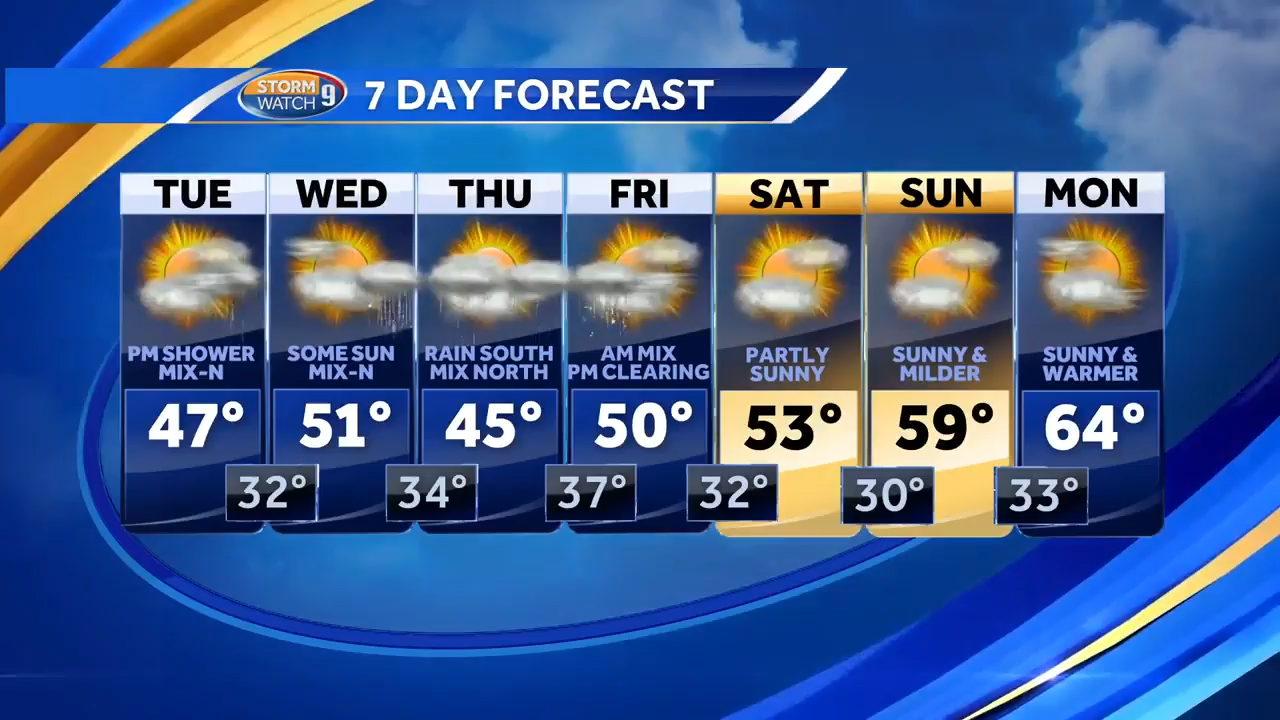 STORM
WATCH 9
7 DAY FORECAST
TUE WED THU FRI SAT SUN MON
PM SHOWER SOME SUN RAIN SOUTH AM MIX PARTLY SUNNY & SUNNY &
MIX-N MIX-N MIX NORTH PM CLEARING SUNNY MILDER WARMER
47° 51° 45° 50° 53° 59° 64°
32° 34° 37° 32° 30° 33°